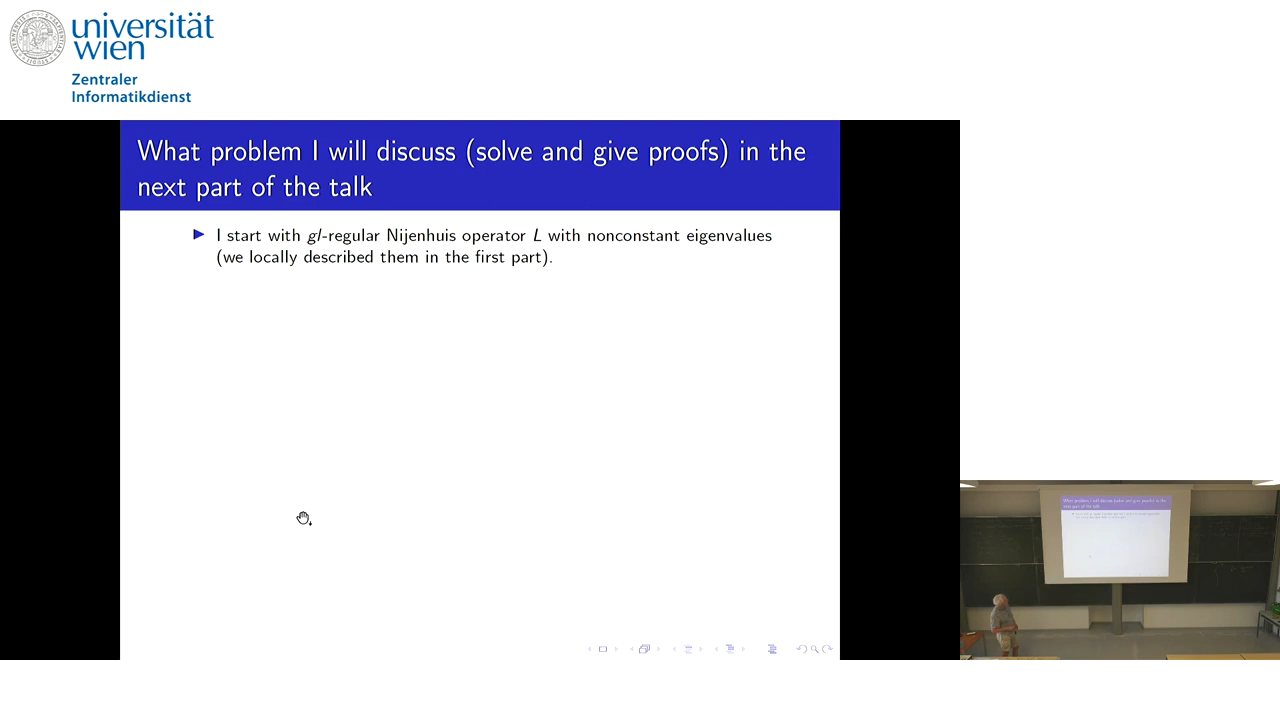 universität
wien
Zentraler
Informatikdienst
What problem I will discuss (solve and give proofs) in the
next part of the talk
I start with gl-regular Nijenhuis operator L with nonconstant eigenvalues
(we locally described them in the first part).